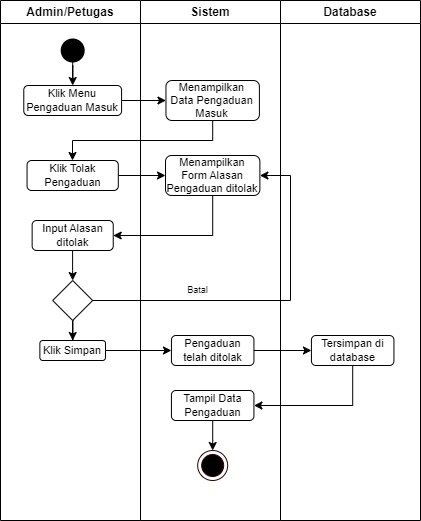 Admin/Petugas
Sistem
Database
Klik Menu
Pengaduan Masuk
Menampilkan
Data Pengaduan
Masuk
Klik Tolak
Pengaduan
Menampilkan
Form Alasan
Pengaduan ditolak
Input Alasan
ditolak
Batal
Klik Simpan
Pengaduan
telah ditolak
Tersimpan di
database
Tampil Data
Pengaduan